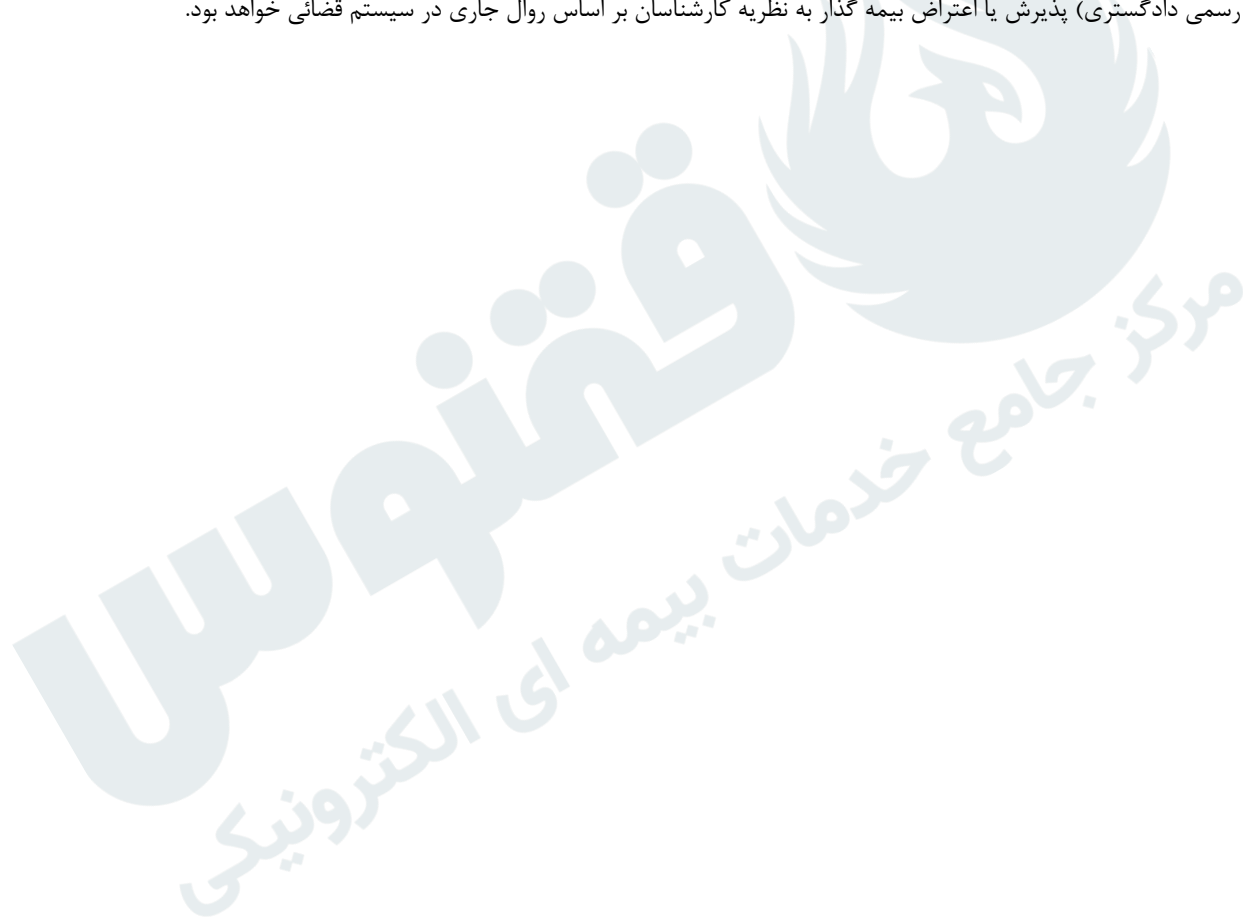 رسمی دادگستری) پذیرش یا اعتراض بیمه گذار به نظریه کارشناسان بر اساس روال جاری در سیستم قضائی خواهد بود.
ققنوس
مرکز جامع خدمات بیمه ای الکترونیکی